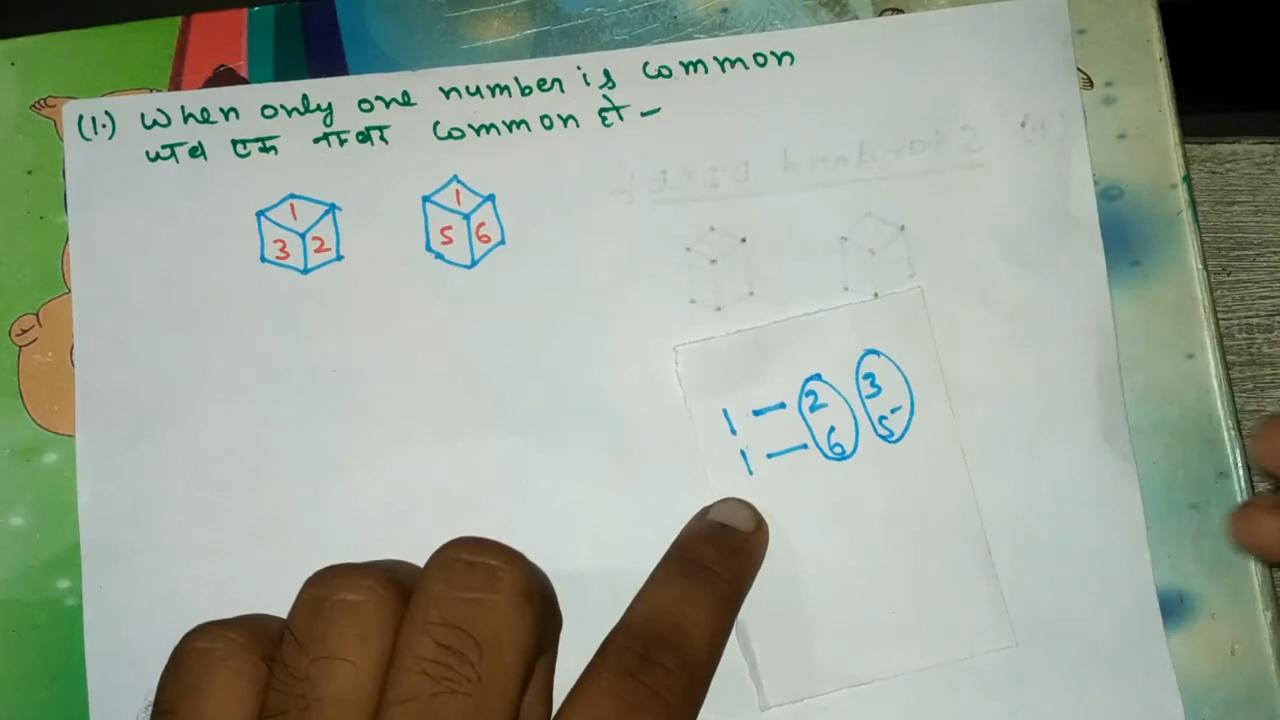 (1.) When only one number is common
जब एक नम्बर common हो -
1
3 2
1
5 6
1 - 2 3
1 - 6 5